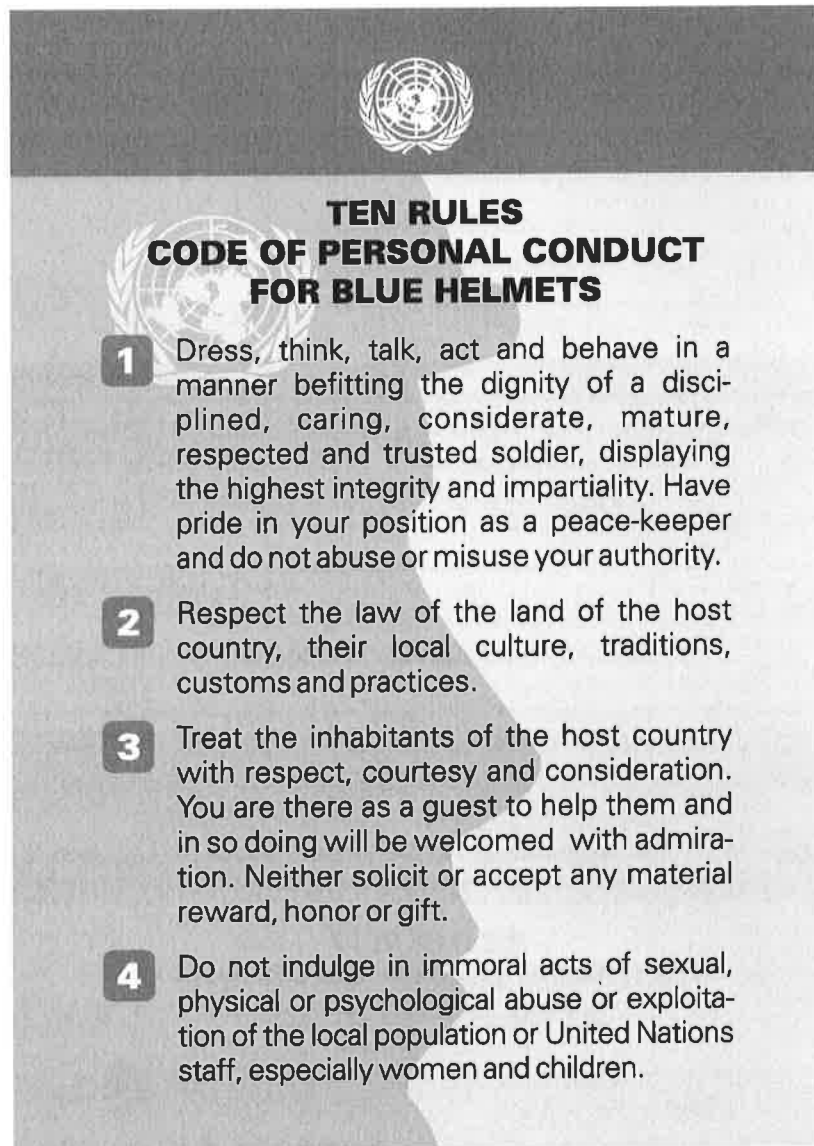 TEN RULES
CODE OF PERSONAL CONDUCT
FOR BLUE HELMETS
1 Dress, think, talk, act and behave in a
manner befitting the dignity of a disci-
plined, caring, considerate, mature,
respected and trusted soldier, displaying
the highest integrity and impartiality. Have
pride in your position as a peace-keeper
and do not abuse or misuse your authority.
2 Respect the law of the land of the host
country, their local culture, traditions,
customs and practices.
3 Treat the inhabitants of the host country
with respect, courtesy and consideration.
You are there as a guest to help them and
in so doing will be welcomed with admira-
tion. Neither solicit or accept any material
reward, honor or gift.
4 Do not indulge in immoral acts of sexual,
physical or psychological abuse or exploita-
tion of the local population or United Nations
staff, especially women and children.